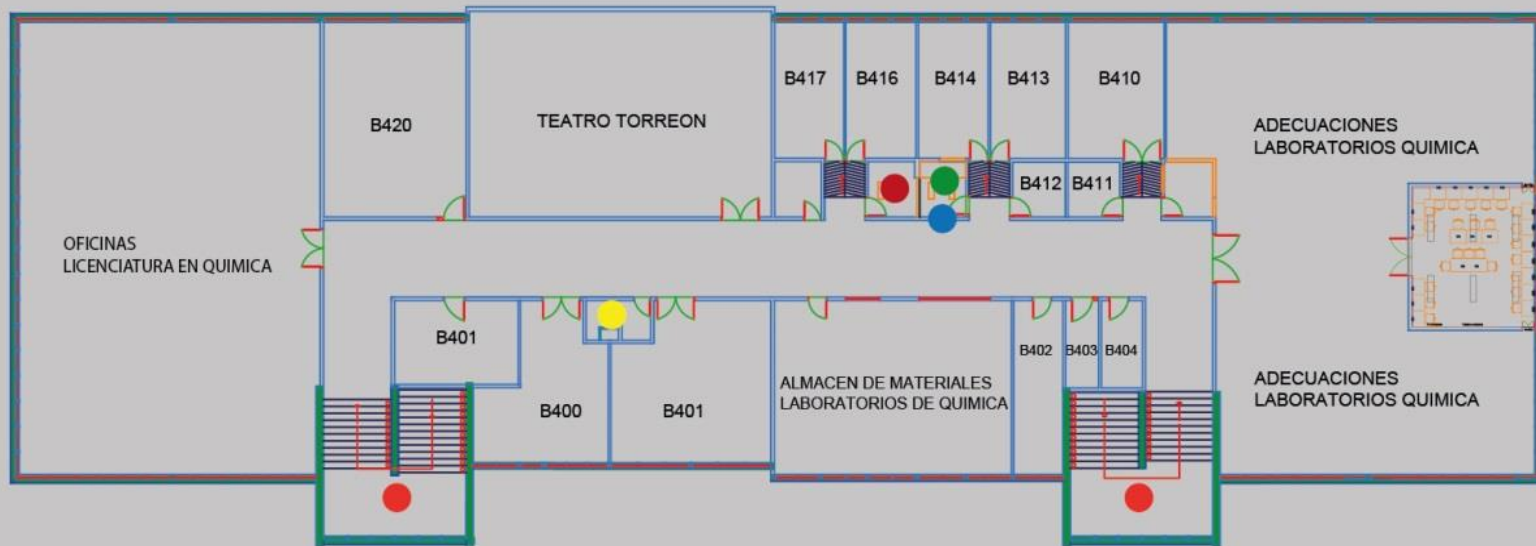 B417
B416
B414
B413
B410
B420
TEATRO TORREON
ADECUACIONES
LABORATORIOS QUIMICA
B412
B411
OFICINAS
LICENCIATURA EN QUIMICA
B401
B402
B403
B404
ALMACEN DE MATERIALES
LABORATORIOS DE QUIMICA
ADECUACIONES
LABORATORIOS QUIMICA
B400
B401